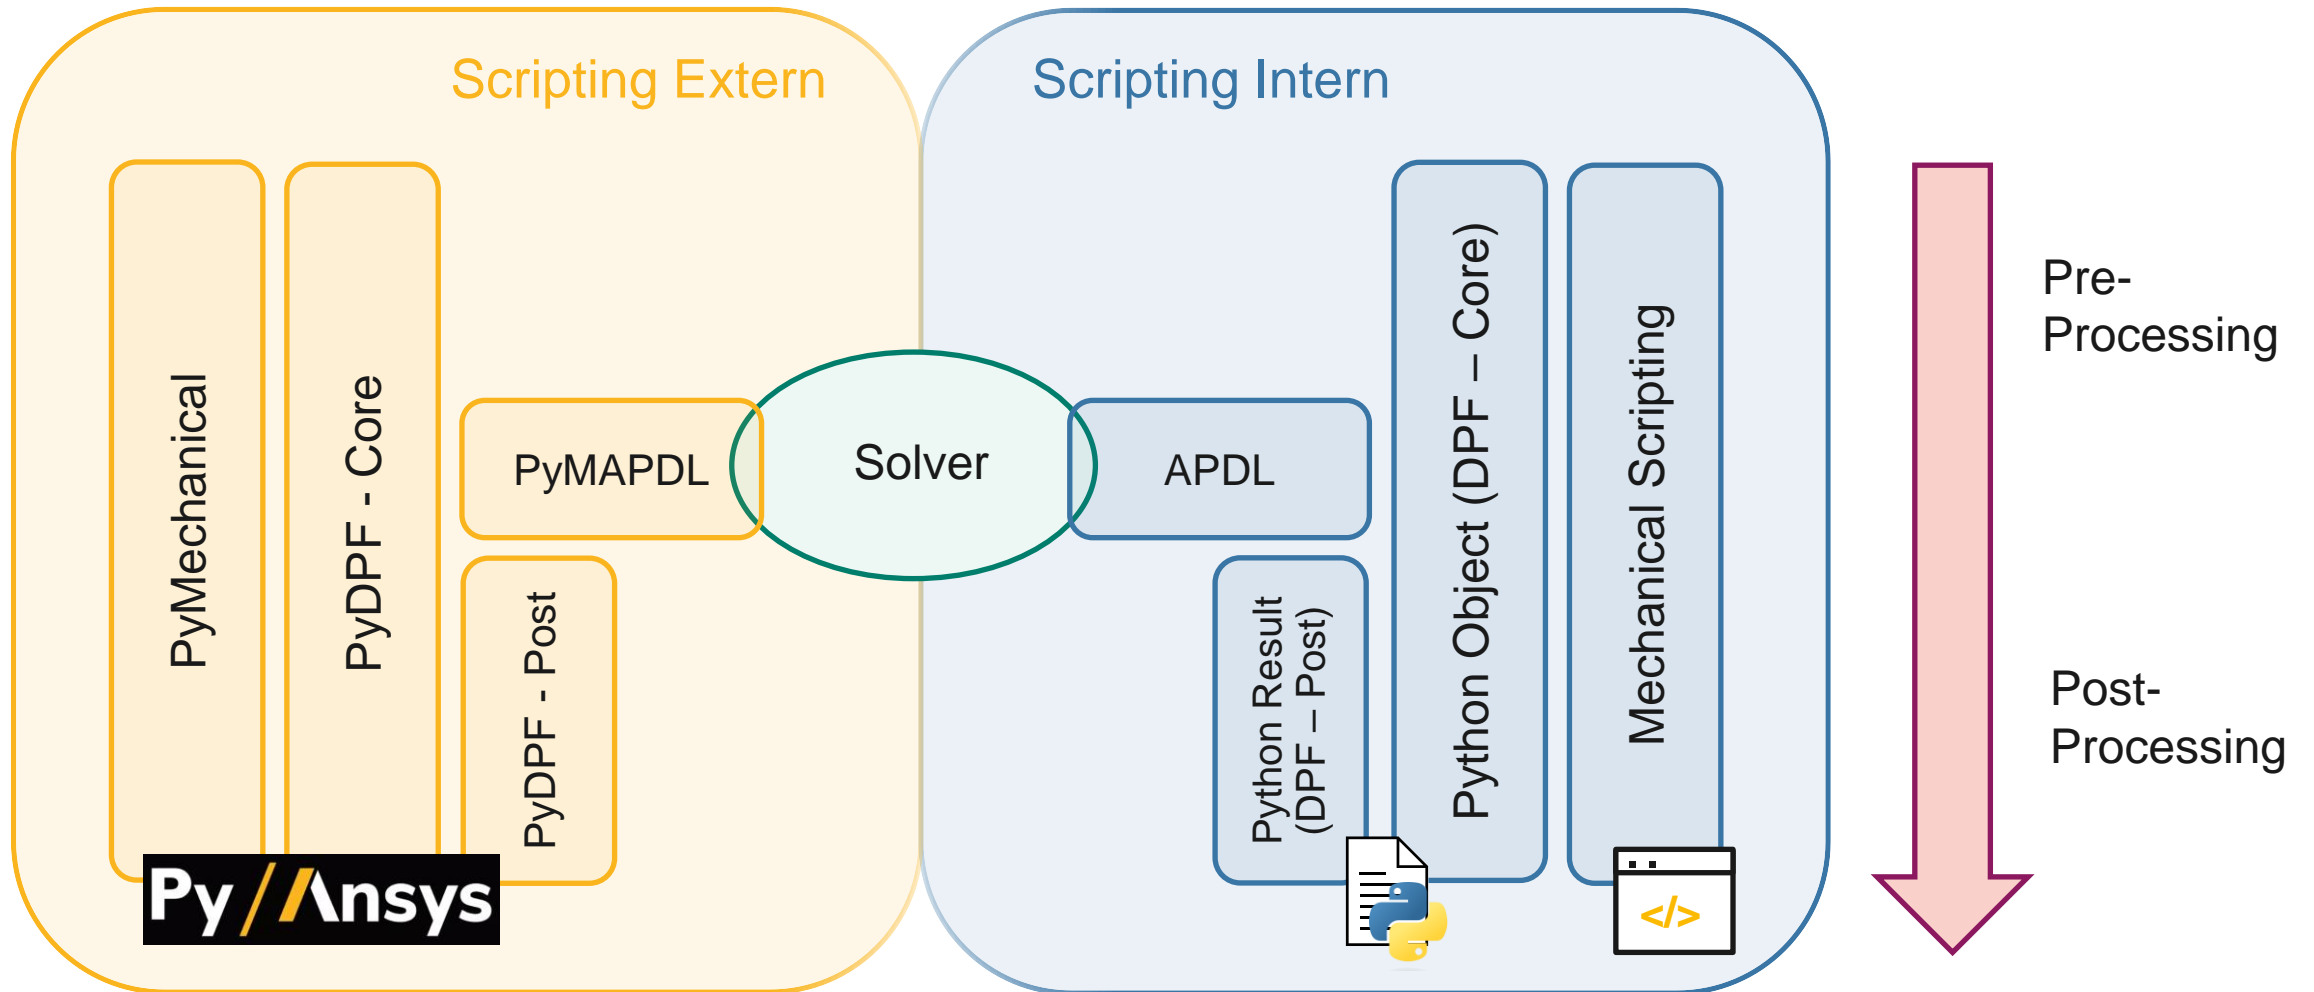 Scripting Extern
Scripting Intern
PyMechanical
PyDPF - Core
PyMAPDL
PyDPF - Post
Solver
APDL
Python Result
(DPF – Post)
Python Object (DPF – Core)
Mechanical Scripting
Pre-
Processing
Post-
Processing
Py//Ansys
</>